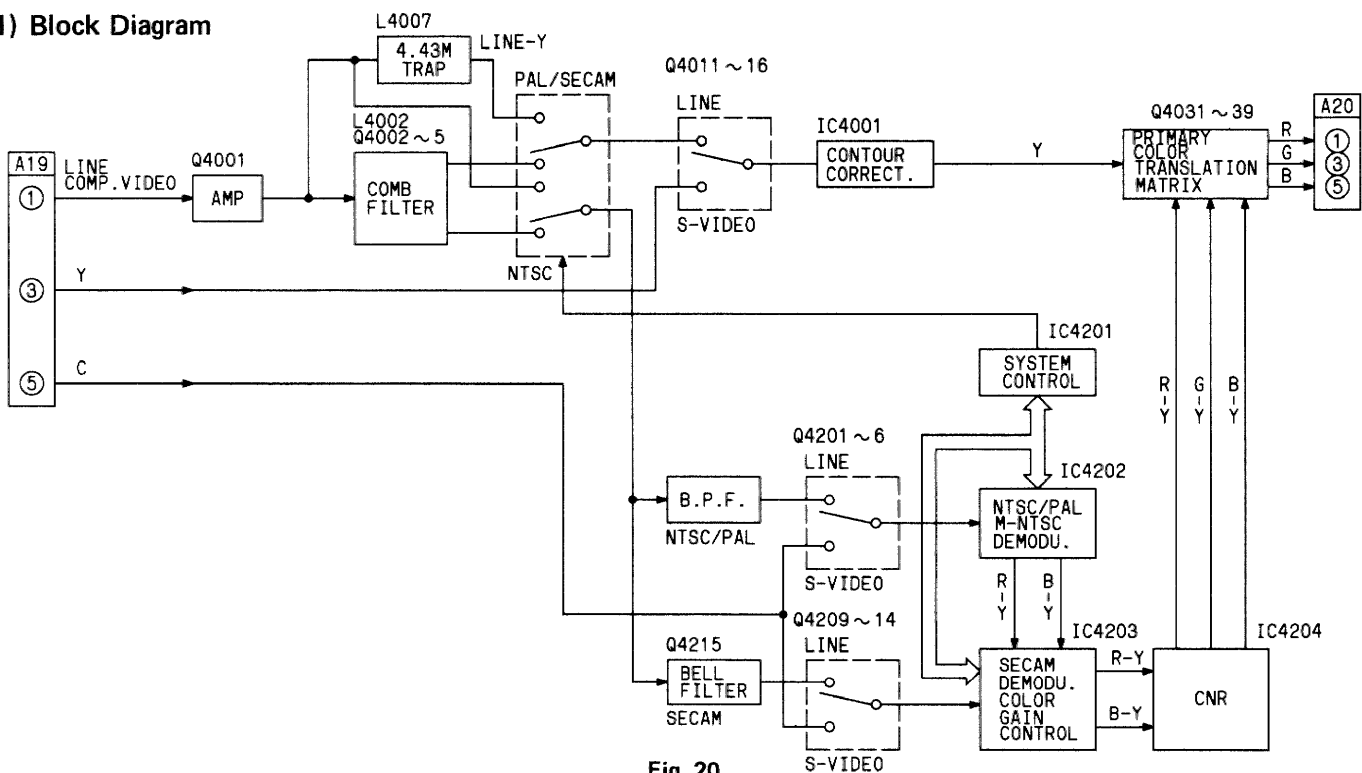 1) Block Diagram
L4007
4.43M
TRAP
LINE-Y
PAL/SECAM
Q4011~16
LINE
L4002
Q4002~5
IC4001
Q4031~39
A20
A19
LINE
COMP.VIDEO
Q4001
AMP
COMB
FILTER
CONTOUR
CORRECT.
Y
PRIMARY
COLOR
TRANSLATION
MATRIX
R
G
B
①
③
⑤
①
S-VIDEO
NTSC
③
Y
IC4201
SYSTEM
CONTROL
⑤
C
R-Y
G-Y
B-Y
Q4201~6
LINE
IC4202
B.P.F.
NTSC/PAL
NTSC/PAL
M-NTSC
DEMODU.
S-VIDEO
R-Y
B-Y
Q4209~14
LINE
IC4203
IC4204
Q4215
BELL
FILTER
SECAM
SECAM
DEMODU.
COLOR
GAIN
CONTROL
R-Y
B-Y
CNR
S-VIDEO
Fig. 20